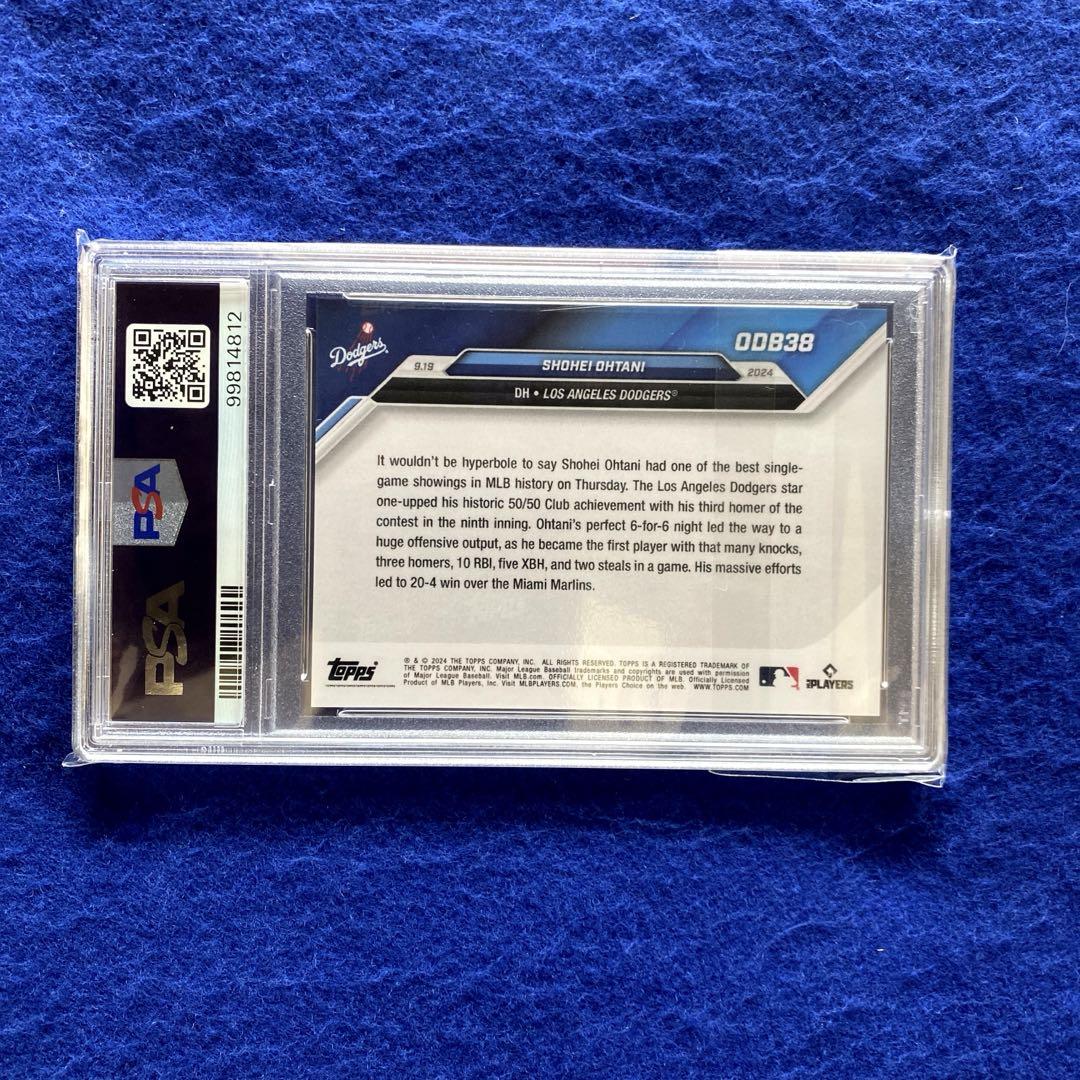 99814812
PSA
PSA
Dodgers
9.19
SHOHEI OHTANI
2024
ODB38
DH • LOS ANGELES DODGERS®
It wouldn't be hyperbole to say Shohei Ohtani had one of the best single-
game showings in MLB history on Thursday. The Los Angeles Dodgers star
one-upped his historic 50/50 Club achievement with his third homer of the
contest in the ninth inning. Ohtani's perfect 6-for-6 night led the way to a
huge offensive output, as he became the first player with that many knocks,
three homers, 10 RBI, five XBH, and two steals in a game. His massive efforts
led to 20-4 win over the Miami Marlins.
topps
® & © 2024 THE TOPPS COMPANY, INC. ALL RIGHTS RESERVED. TOPPS IS A REGISTERED TRADEMARK OF
THE TOPPS COMPANY, INC. Major League Baseball trademarks and copyrights are used with permission
of Major League Baseball. Visit MLB.com. OFFICIALLY LICENSED PRODUCT OF MLB. Officially Licensed
Product of MLB Players, Inc. Visit MLBPLAYERS.COM, the Players Choice on the web. WWW.TOPPS.COM
PLAYERS